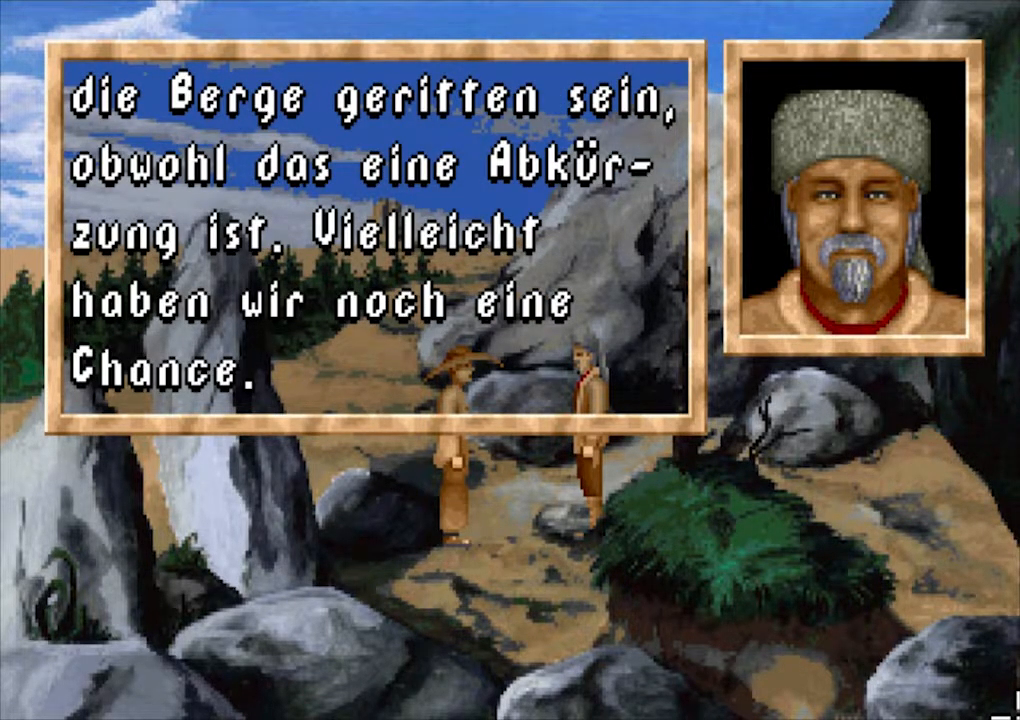 die Berge geritten sein,
obwohl das eine Abkür-
zung ist. Vielleicht
haben wir noch eine
Chance.